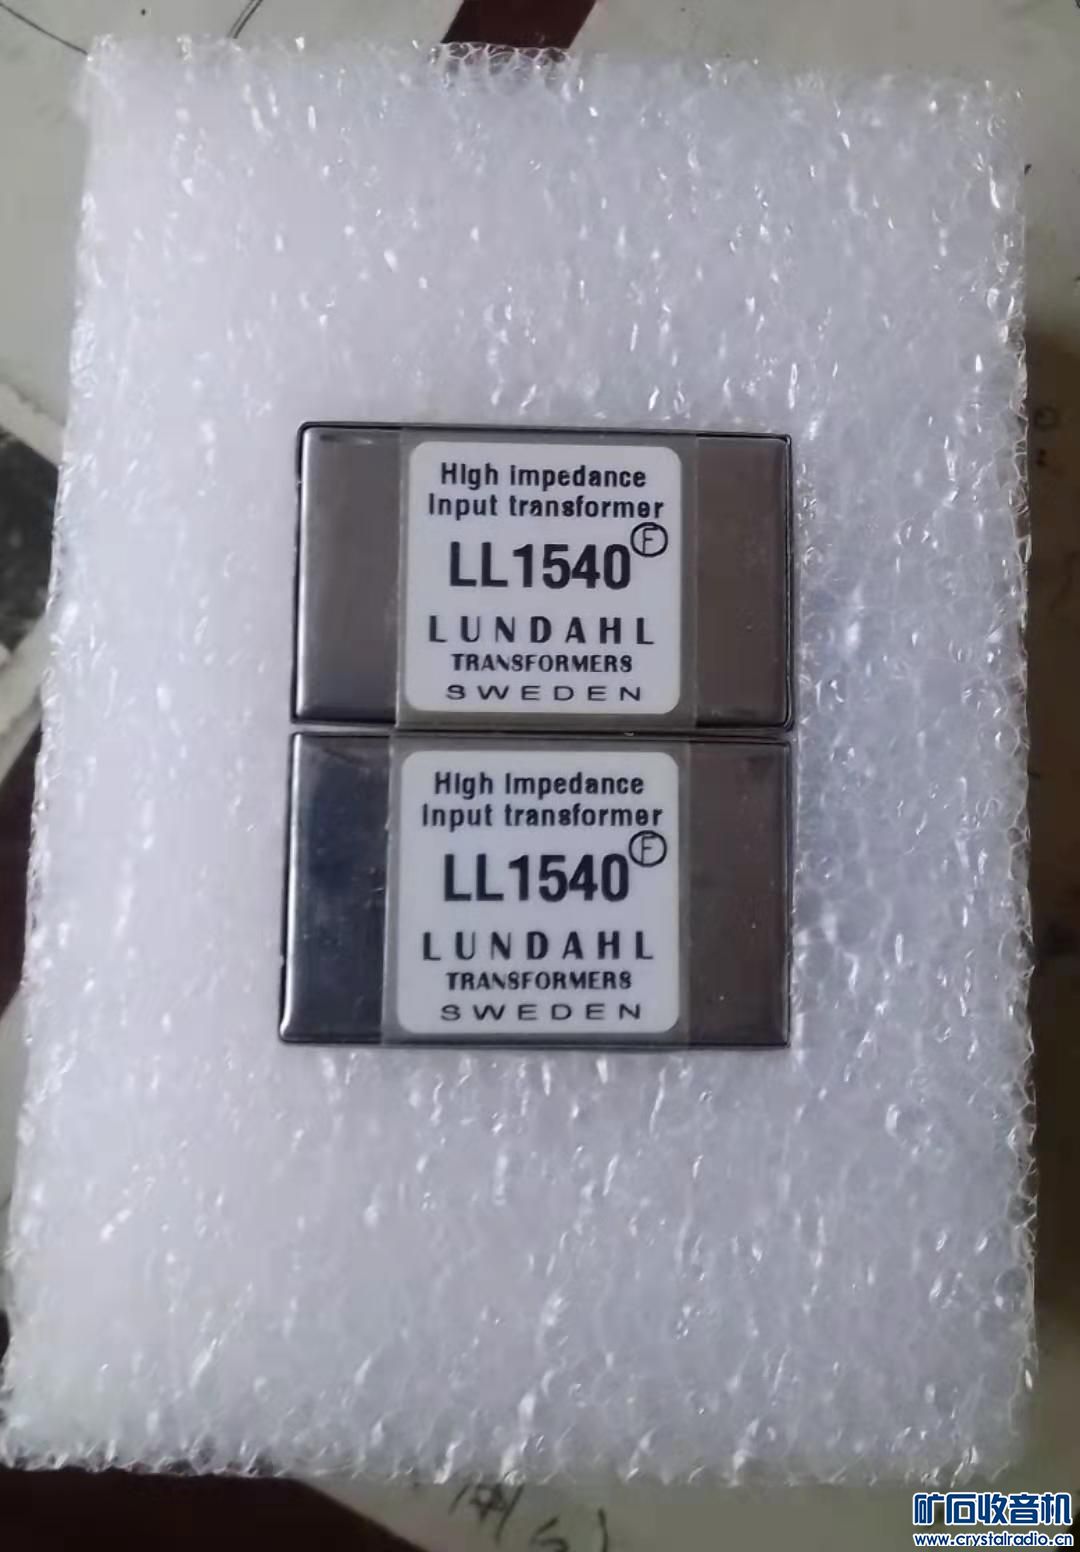 High impedance
Input transformer
LL1540 Ⓕ
LUNDAHL
TRANSFORMERS
SWEDEN
High Impedance
Input transformer
LL1540 Ⓕ
LUNDAHL
TRANSFORMERS
SWEDEN
矿石收音机
www.crystalradio.cn